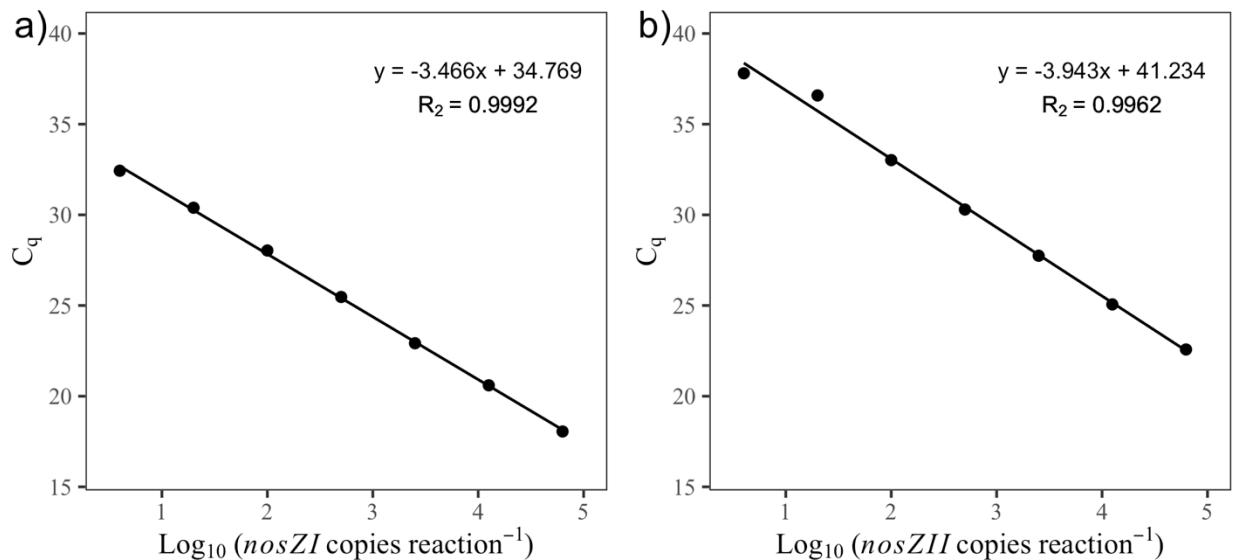 a)
y = -3.466x + 34.769
R₂ = 0.9992
40
35
30
25
20
15
C_q
1 2 3 4 5
Log₁₀ (nosZI copies reaction⁻¹)
b)
y = -3.943x + 41.234
R₂ = 0.9962
40
35
30
25
20
15
C_q
1 2 3 4 5
Log₁₀ (nosZII copies reaction⁻¹)